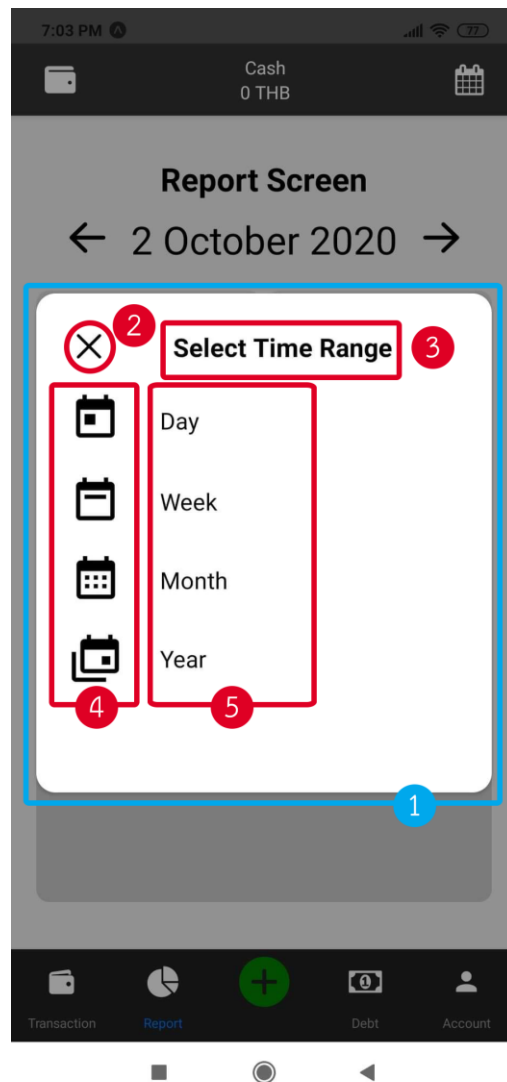 7:03 PM
77
Cash
0 THB
Report Screen
2 October 2020
2
Select Time Range
3
Day
Week
Month
Year
4
5
1
1
Transaction
Report
Debt
Account